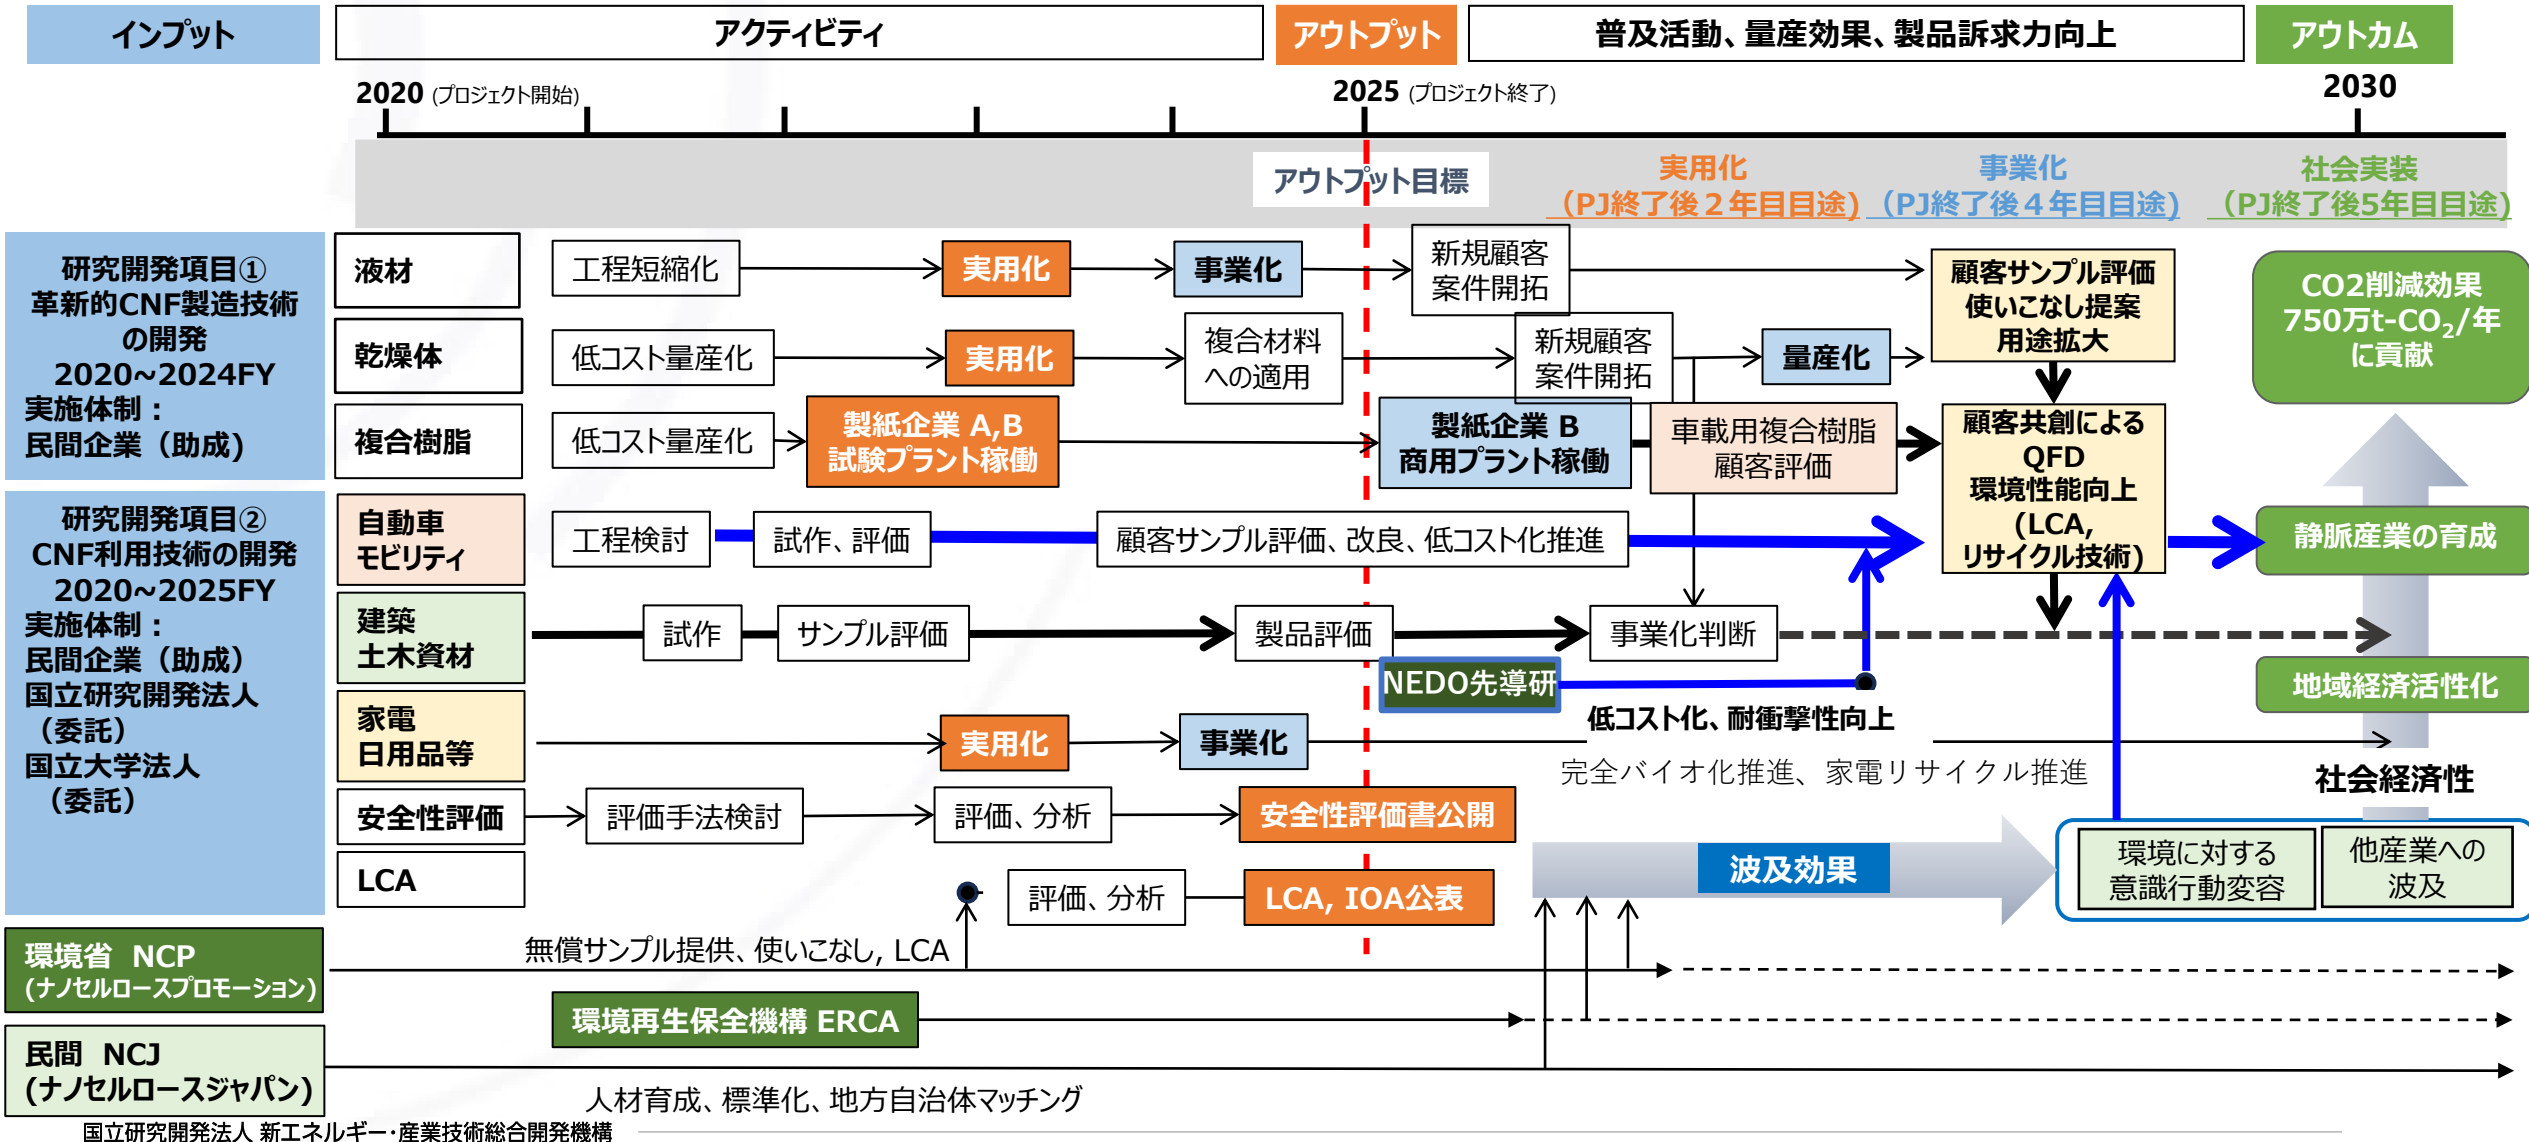 インプット
アクティビティ
アウトプット
普及活動、量産効果、製品訴求力向上
アウトカム
2020 (プロジェクト開始)
2025 (プロジェクト終了)
2030
アウトプット目標
実用化
（PJ終了後２年目目途)
事業化
（PJ終了後４年目目途)
社会実装
（PJ終了後5年目目途)
研究開発項目①
革新的CNF製造技術
の開発
2020~2024FY
実施体制：
民間企業（助成)
液材
工程短縮化
実用化
事業化
新規顧客
案件開拓
顧客サンプル評価
使いこなし提案
用途拡大
CO2削減効果
750万t-CO2/年
に貢献
乾燥体
低コスト量産化
実用化
複合材料
への適用
新規顧客
案件開拓
量産化
複合樹脂
低コスト量産化
製紙企業 A,B
試験プラント稼働
製紙企業 B
商用プラント稼働
車載用複合樹脂
顧客評価
顧客共創による
QFD
環境性能向上
(LCA,
リサイクル技術)
研究開発項目②
CNF利用技術の開発
2020~2025FY
実施体制：
民間企業（助成）
国立研究開発法人
（委託）
国立大学法人
（委託）
自動車
モビリティ
工程検討
試作、評価
顧客サンプル評価、改良、低コスト化推進
静脈産業の育成
建築
土木資材
試作
サンプル評価
製品評価
事業化判断
NEDO先導研
低コスト化、耐衝撃性向上
地域経済活性化
家電
日用品等
実用化
事業化
完全バイオ化推進、家電リサイクル推進
社会経済性
安全性評価
評価手法検討
評価、分析
安全性評価書公開
LCA
評価、分析
LCA, IOA公表
波及効果
環境に対する
意識行動変容
他産業への
波及
環境省 NCP
(ナノセルロースプロモーション)
無償サンプル提供、使いこなし, LCA
環境再生保全機構 ERCA
民間 NCJ
(ナノセルロースジャパン)
人材育成、標準化、地方自治体マッチング
国立研究開発法人 新エネルギー･産業技術総合開発機構